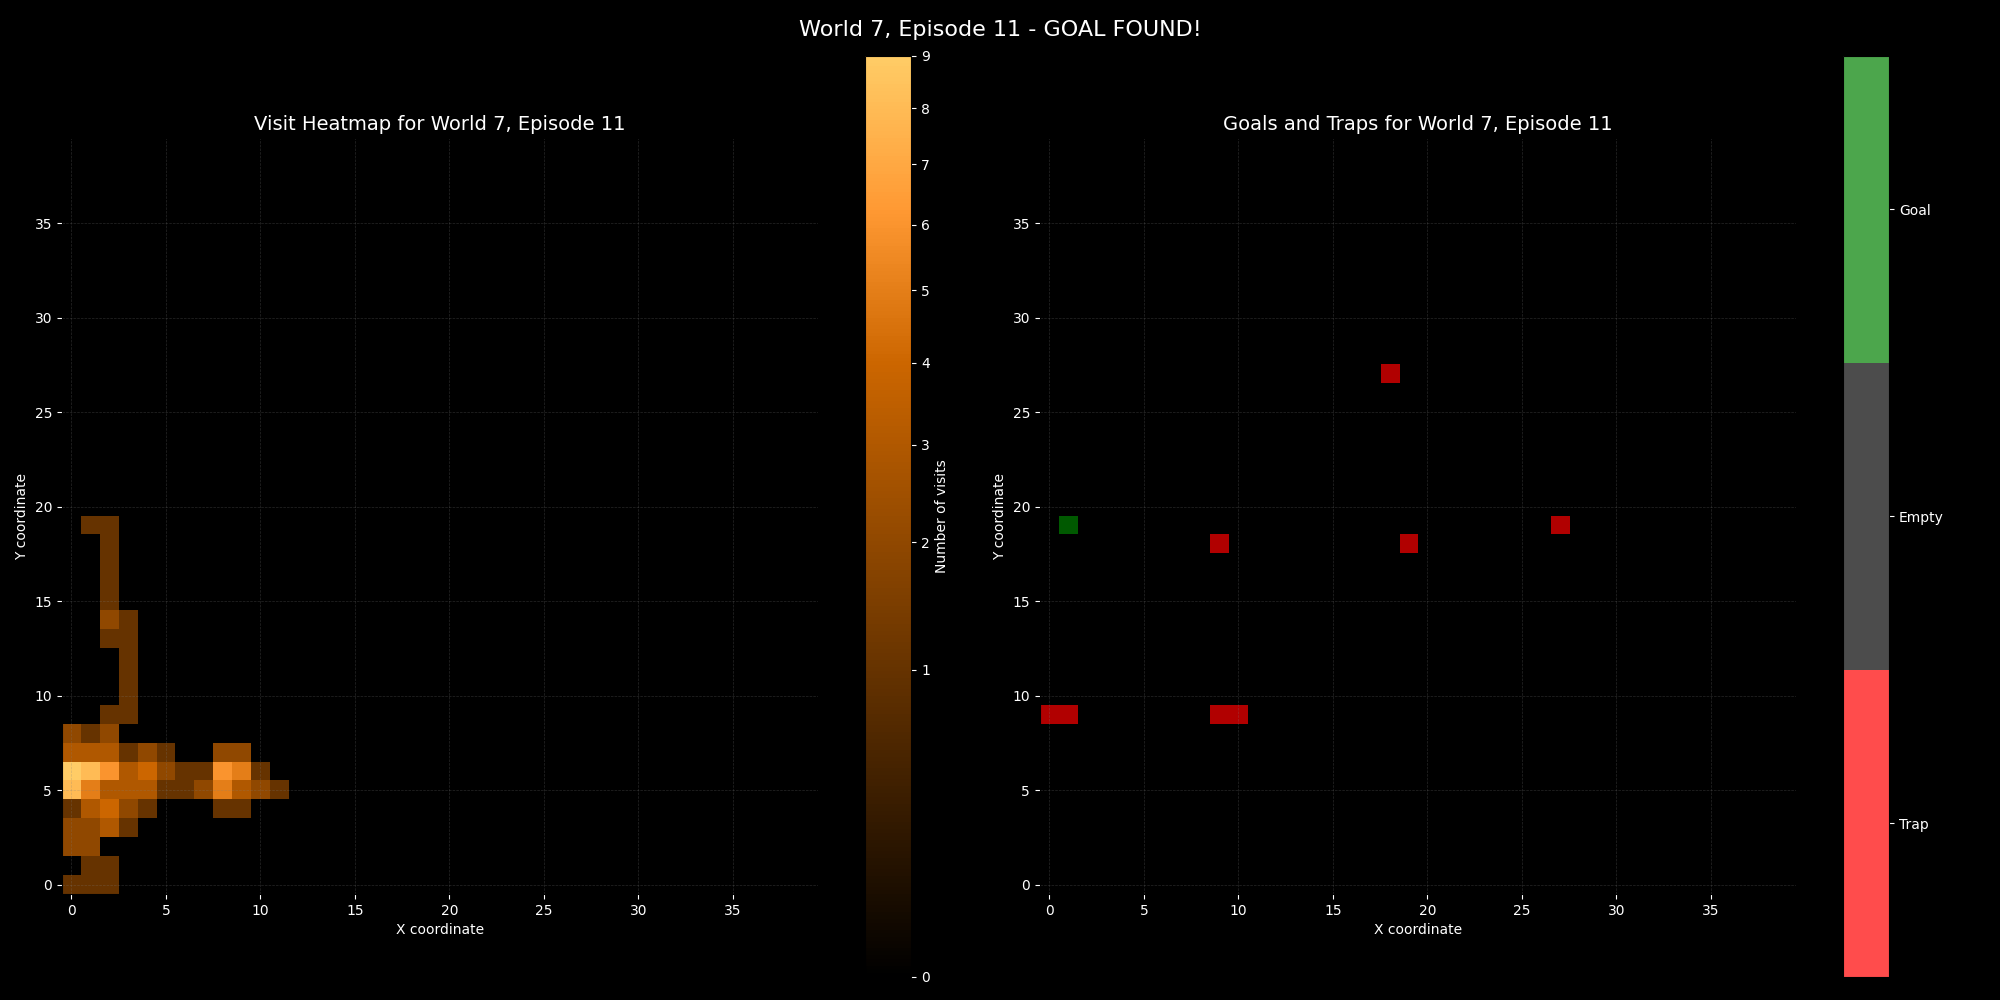 World 7, Episode 11 - GOAL FOUND!
Visit Heatmap for World 7, Episode 11
35
30
25
20
15
10
5
0
Y coordinate
0 5 10 15 20 25 30 35
X coordinate
9
8
7
6
5
4
3
2
1
0
Number of visits
Goals and Traps for World 7, Episode 11
35
30
25
20
15
10
5
0
Y coordinate
0 5 10 15 20 25 30 35
X coordinate
Goal
Empty
Trap